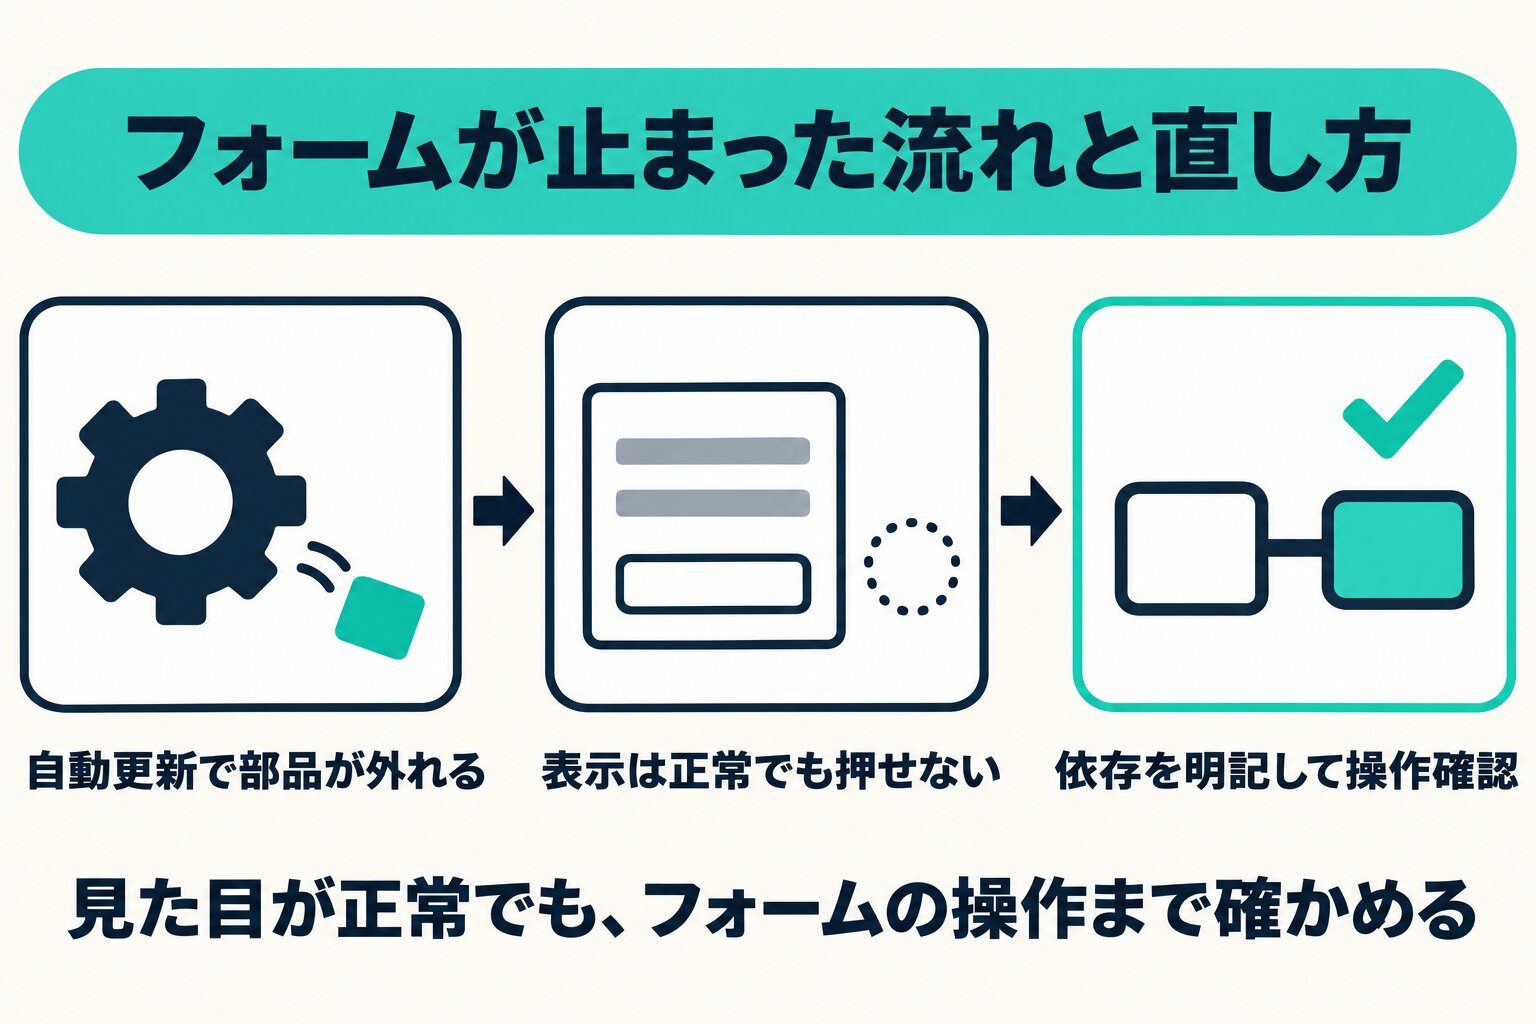 フォームが止まった流れと直し方
自動更新で部品が外れる
表示は正常でも押せない
依存を明記して操作確認
見た目が正常でも、フォームの操作まで確かめる